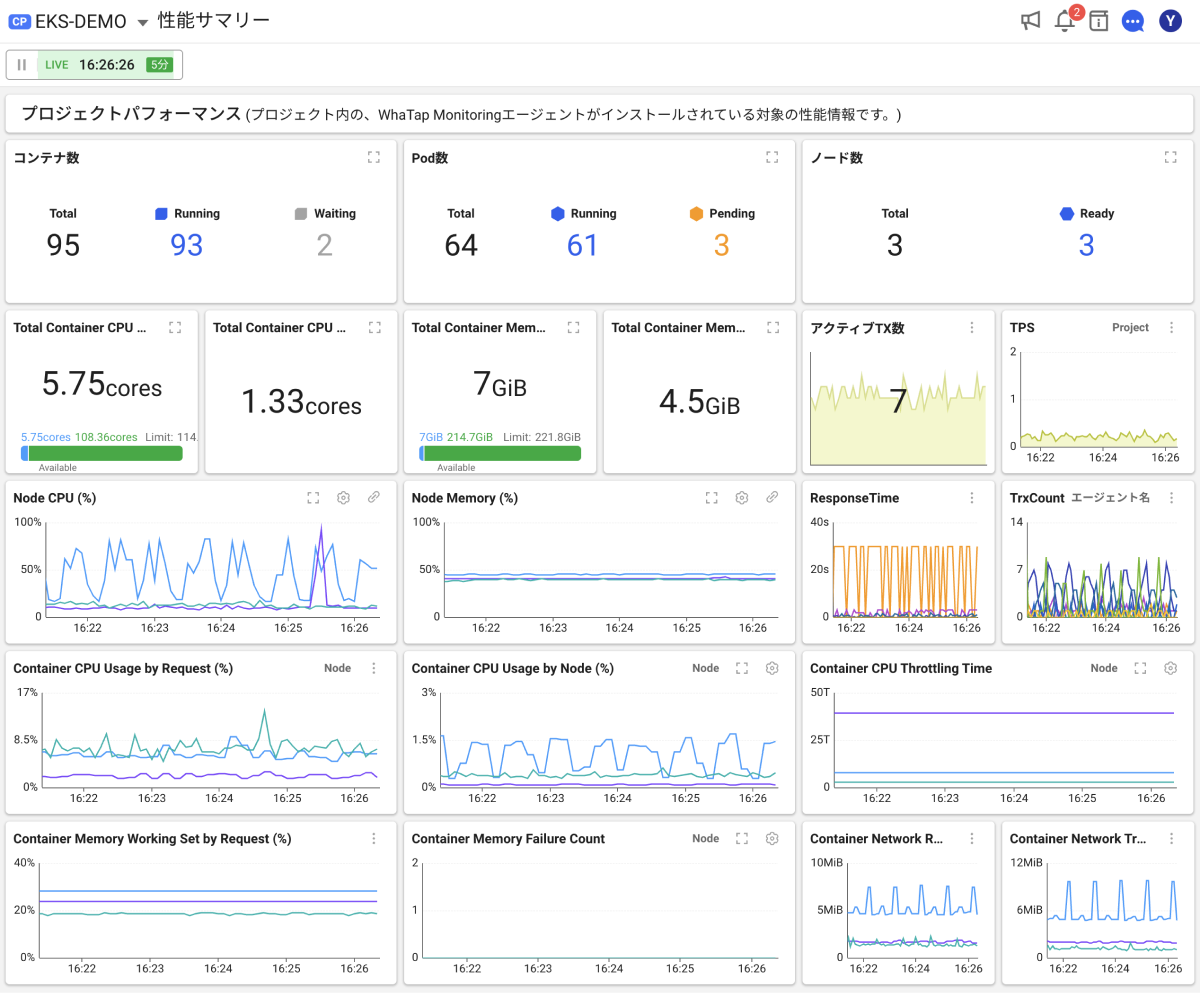 CP EKS-DEMO 性能サマリー 2 Y
LIVE 16:26:26 5分
プロジェクトパフォーマンス (プロジェクト内の、WhaTap Monitoringエージェントがインストールされている対象の性能情報です。)
コンテナ数
Total Running Waiting
95 93 2
Pod数
Total Running Pending
64 61 3
ノード数
Total Ready
3 3
Total Container CPU ...
5.75cores
5.75cores 108.36cores Limit: 114.
Available
Total Container CPU ...
1.33cores
Total Container Mem...
7GiB
7GiB 214.7GiB Limit: 221.8GiB
Available
Total Container Mem...
4.5GiB
アクティブTX数
7
TPS Project
2
1
0
16:22 16:24 16:26
Node CPU (%)
100%
50%
0
16:22 16:23 16:24 16:25 16:26
Node Memory (%)
100%
50%
0
16:22 16:23 16:24 16:25 16:26
ResponseTime
40s
20s
0
16:22 16:24 16:26
TrxCount エージェント名
14
7
0
16:22 16:24 16:26
Container CPU Usage by Request (%) Node
17%
8.5%
0%
16:22 16:23 16:24 16:25 16:26
Container CPU Usage by Node (%) Node
3%
1.5%
0%
16:22 16:23 16:24 16:25 16:26
Container CPU Throttling Time Node
50T
25T
0
16:22 16:23 16:24 16:25 16:26
Container Memory Working Set by Request (%)
40%
20%
0%
16:22 16:23 16:24 16:25 16:26
Container Memory Failure Count Node
2
1
0
16:22 16:23 16:24 16:25 16:26
Container Network R...
10MiB
5MiB
0
16:22 16:24 16:26
Container Network Tr...
12MiB
6MiB
0
16:22 16:24 16:26